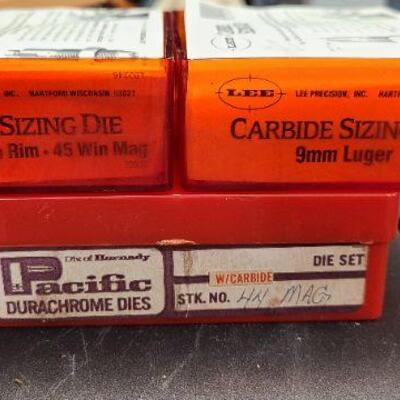 INC. HARTFORD WISCONSIN 53027
SIZING DIE
Rim • 45 Win Mag
LEE
LEE PRECISION, INC.
CARBIDE SIZIN
9mm Luger
Div of Hornady
Pacific
DURACHROME DIES
DIE SET
W/CARBIDE
STK. NO. 44 MAG